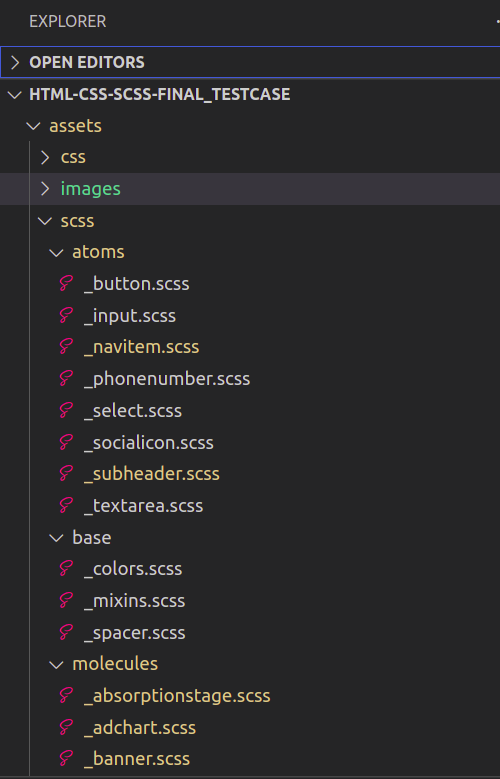 EXPLORER
OPEN EDITORS
HTML-CSS-SCSS-FINAL_TESTCASE
assets
css
images
scss
atoms
_button.scss
_input.scss
_navitem.scss
_phonenumber.scss
_select.scss
_socialicon.scss
_subheader.scss
_textarea.scss
base
_colors.scss
_mixins.scss
_spacer.scss
molecules
_absorptionstage.scss
_adchart.scss
_banner.scss